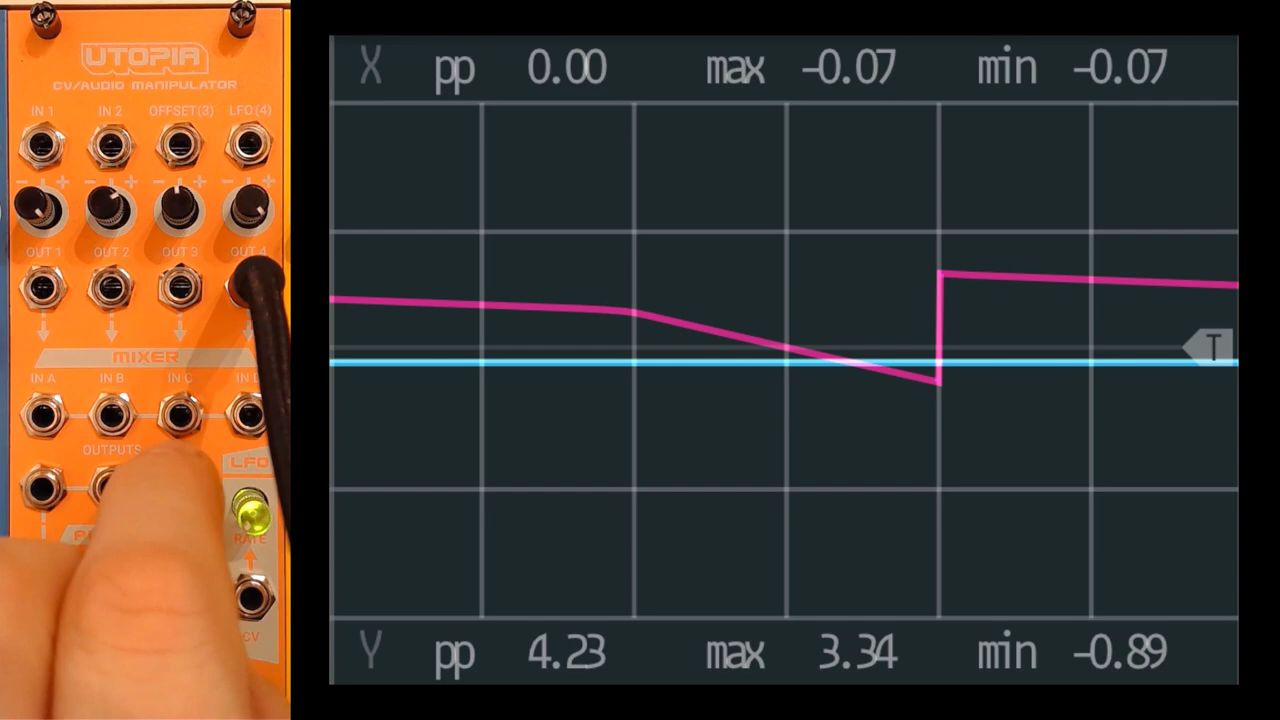 UTOPIA
CV/AUDIO MANIPULATOR
IN 1 IN 2 OFFSET(3) LFO(4)
- + - + - + - +
OUT 1 OUT 2 OUT 3 OUT 4
MIXER
IN A IN B IN C IN D
OUTPUTS
LFO
RATE
CV
X pp 0.00 max -0.07 min -0.07
T
Y pp 4.23 max 3.34 min -0.89